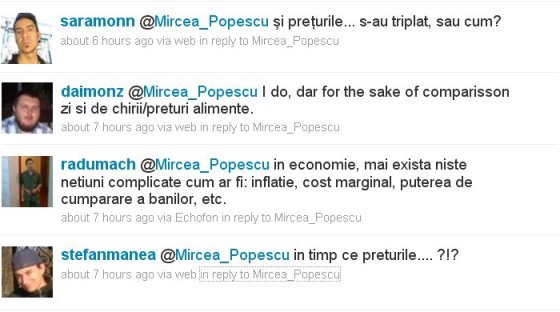 saramonn @Mircea_Popescu și prețurile... s-au triplat, sau cum?
about 6 hours ago via web in reply to Mircea_Popescu
daimonz @Mircea_Popescu I do, dar for the sake of comparisson
zi si de chirii/preturi alimente.
about 7 hours ago via web in reply to Mircea_Popescu
radumach @Mircea_Popescu in economie, mai exista niste
netiuni complicate cum ar fi: inflatie, cost marginal, puterea de
cumparare a banilor, etc.
about 7 hours ago via Echofon in reply to Mircea_Popescu
stefanmanea @Mircea_Popescu in timp ce preturile.... ?!?
about 7 hours ago via web in reply to Mircea_Popescu